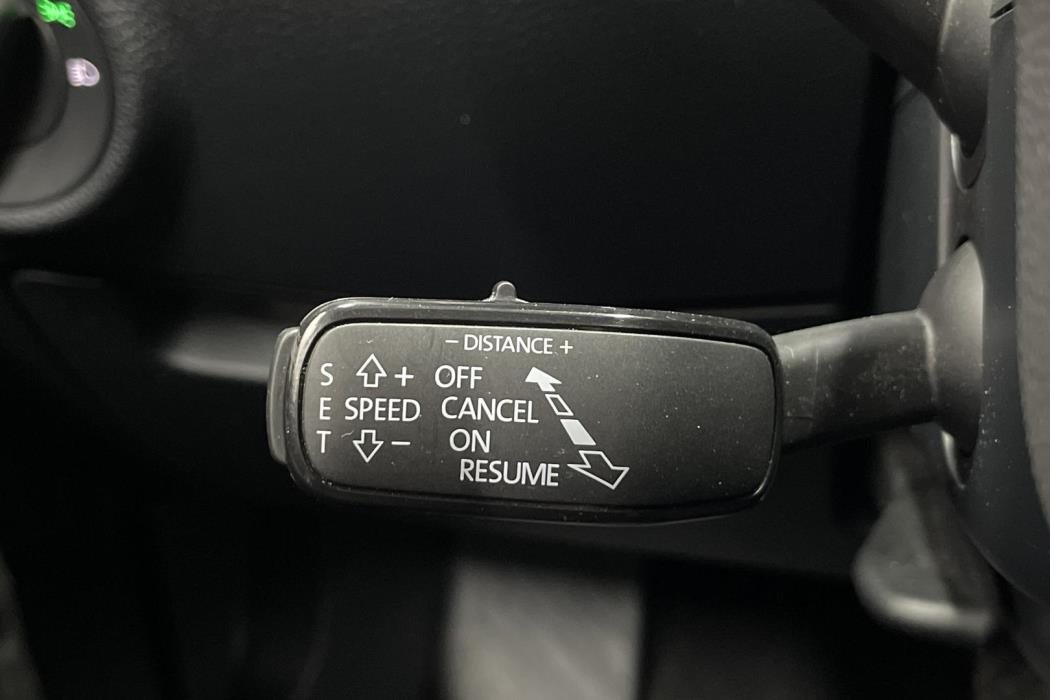 − DISTANCE +
S + OFF
E SPEED CANCEL
T − ON
RESUME